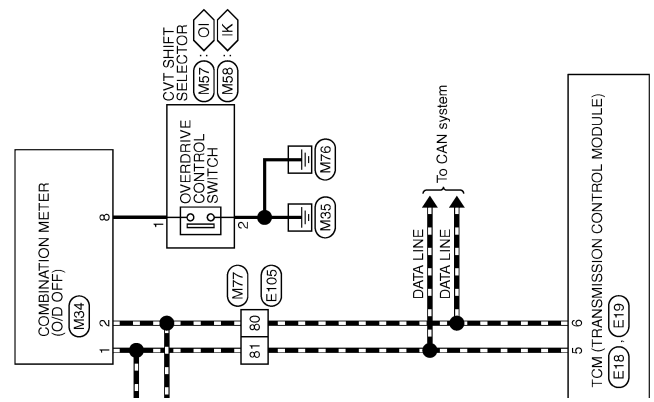 COMBINATION METER
(O/D OFF)
M34
8
2
1
CVT SHIFT
SELECTOR
M57 : OI
M58 : IK
OVERDRIVE
CONTROL
SWITCH
1
2
M76
M35
M77
E105
80
81
To CAN system
DATA LINE
DATA LINE
6
5
TCM (TRANSMISSION CONTROL MODULE)
E18 , E19